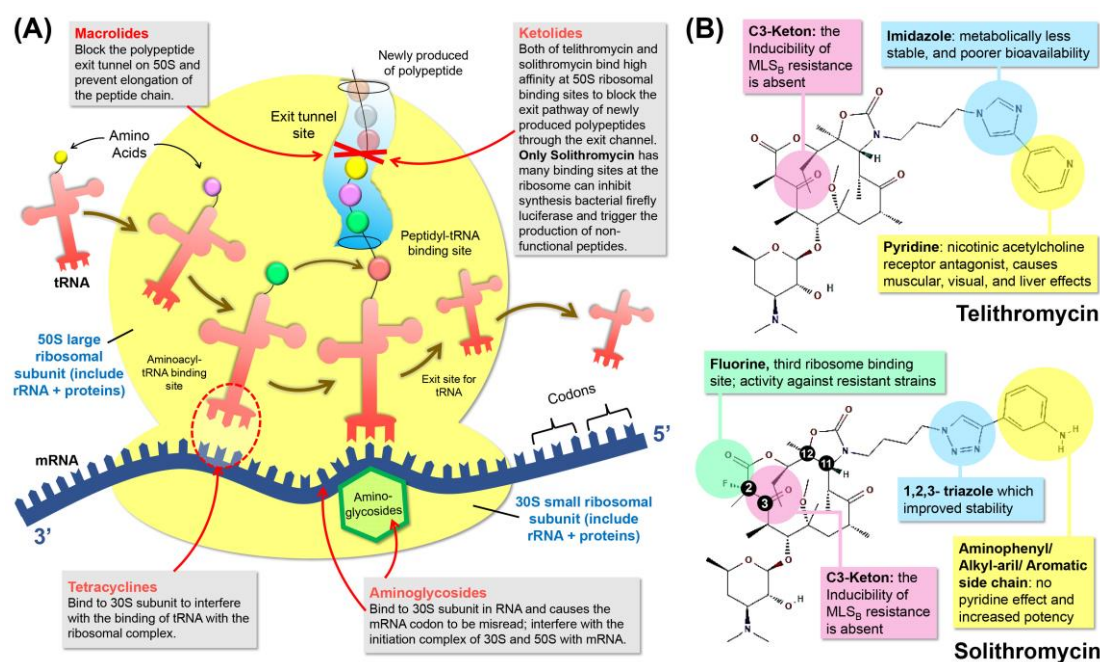 (A)
Macrolides
Block the polypeptide
exit tunnel on 50S and
prevent elongation of
the peptide chain.
Newly produced
of polypeptide
Exit tunnel
site
Ketolides
Both of telithromycin and
solithromycin bind high
affinity at 50S ribosomal
binding sites to block the
exit pathway of newly
produced polypeptides
through the exit channel.
Only Solithromycin has
many binding sites at the
ribosome can inhibit
synthesis bacterial firefly
luciferase and trigger the
production of non-
functional peptides.
Amino
Acids
tRNA
Peptidyl-tRNA
binding site
50S large
ribosomal
subunit (include
rRNA + proteins)
Aminoacyl-
tRNA binding
site
Exit site for
tRNA
Codons
5’
mRNA
3’
Amino-
glycosides
30S small ribosomal
subunit (include
rRNA + proteins)
Tetracyclines
Bind to 30S subunit to interfere
with the binding of tRNA with the
ribosomal complex.
Aminoglycosides
Bind to 30S subunit in RNA and causes the
mRNA codon to be misread; interfere with the
initiation complex of 30S and 50S with mRNA.
(B)
C3-Keton: the
Inducibility of
MLSB resistance
is absent
Imidazole: metabolically less
stable, and poorer bioavailability
O
O
O
N
N
N
N
H
O
O
O
O
O
O
O
O
H
N
Pyridine: nicotinic acetylcholine
receptor antagonist, causes
muscular, visual, and liver effects
Telithromycin
Fluorine, third ribosome binding
site; activity against resistant strains
O
O
N
N
N
N
N
H
H
12
11
H
O
O
F
2
3
O
O
O
O
O
O
O
H
N
1,2,3- triazole which
improved stability
C3-Keton: the
Inducibility of
MLSB resistance
is absent
Aminophenyl/
Alkyl-aril/ Aromatic
side chain: no
pyridine effect and
increased potency
Solithromycin